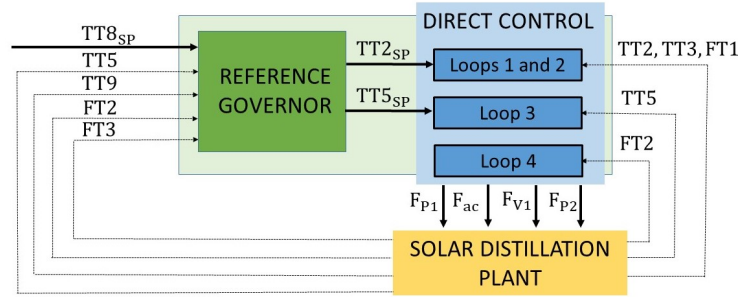 TT8SP
TT5
TT9
FT2
FT3
REFERENCE
GOVERNOR
TT2SP
TT5SP
DIRECT CONTROL
Loops 1 and 2
Loop 3
Loop 4
TT2, TT3, FT1
TT5
FT2
FP1
Fac
FV1
FP2
SOLAR DISTILLATION
PLANT